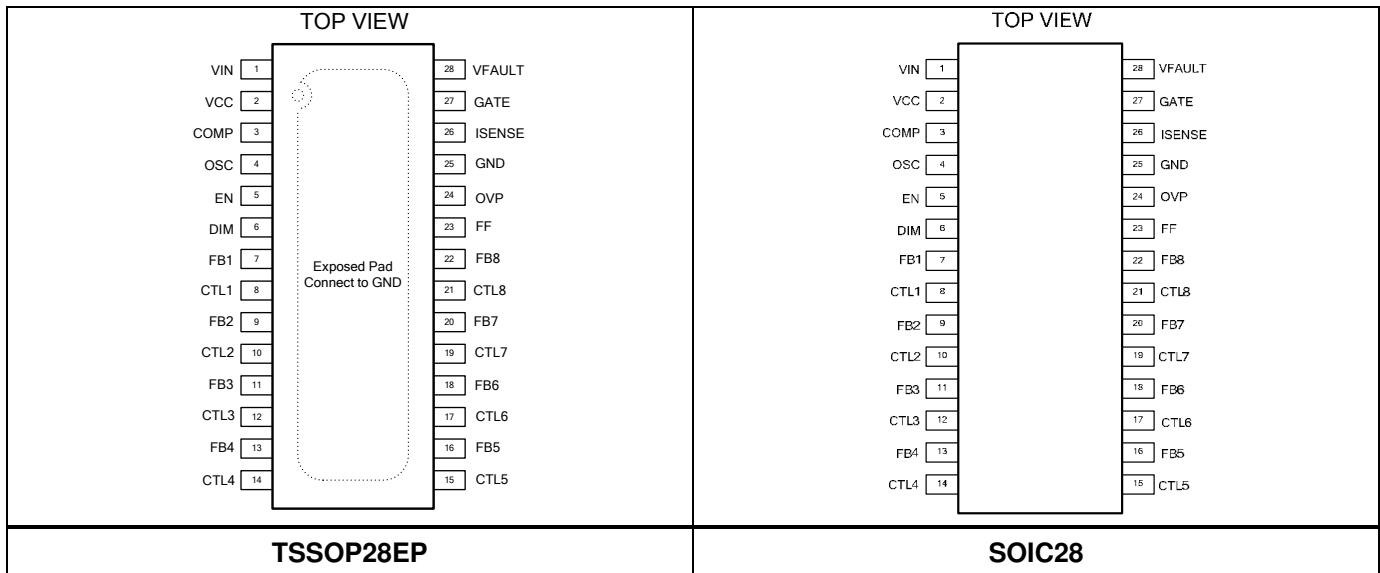 TOP VIEW
VIN 1
VCC 2
COMP 3
OSC 4
EN 5
DIM 6
FB1 7
CTL1 8
FB2 9
CTL2 10
FB3 11
CTL3 12
FB4 13
CTL4 14
Exposed Pad
Connect to GND
28 VFAULT
27 GATE
26 ISENSE
25 GND
24 OVP
23 FF
22 FB8
21 CTL8
20 FB7
19 CTL7
18 FB6
17 CTL6
16 FB5
15 CTL5
TSSOP28EP
TOP VIEW
VIN 1
VCC 2
COMP 3
OSC 4
EN 5
DIM 6
FB1 7
CTL1 8
FB2 9
CTL2 10
FB3 11
CTL3 12
FB4 13
CTL4 14
28 VFAULT
27 GATE
26 ISENSE
25 GND
24 OVP
23 FF
22 FB8
21 CTL8
20 FB7
19 CTL7
18 FB6
17 CTL6
16 FB5
15 CTL5
SOIC28